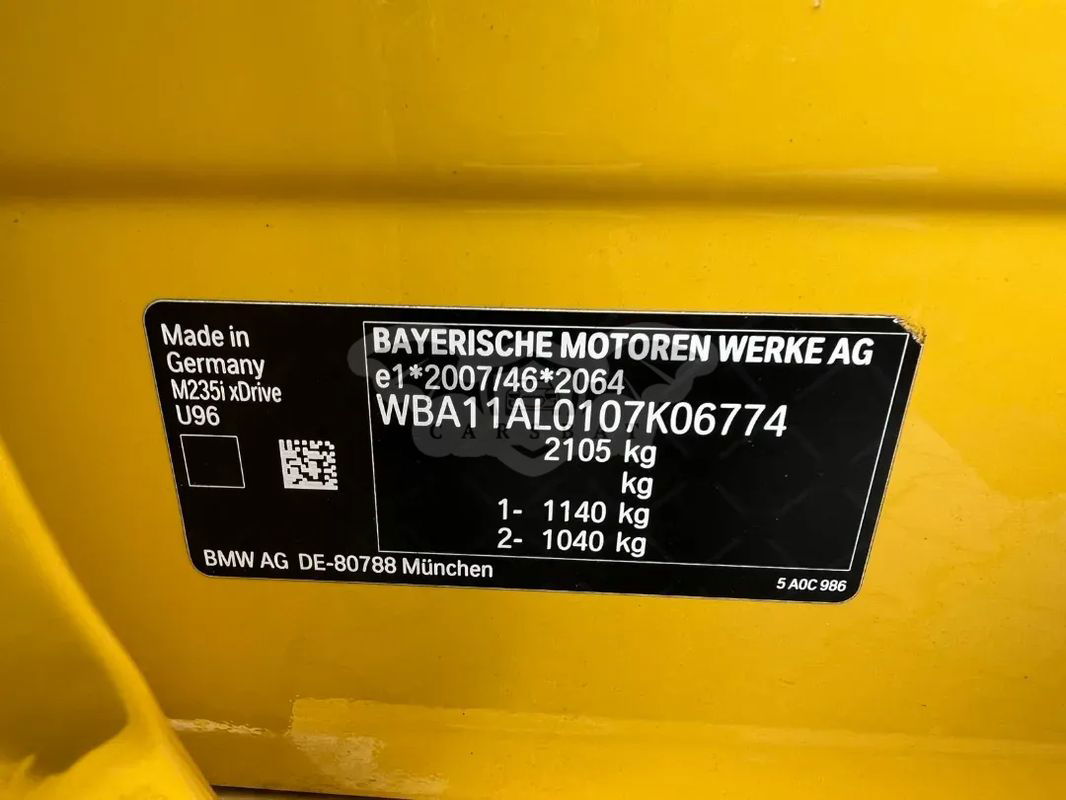 Made in
Germany
M235i xDrive
U96
BAYERISCHE MOTOREN WERKE AG
e1*2007/46*2064
WBA11AL0107K06774
2105 kg
kg
1- 1140 kg
2- 1040 kg
BMW AG DE-80788 München
5 A0C 986
CARSBAT